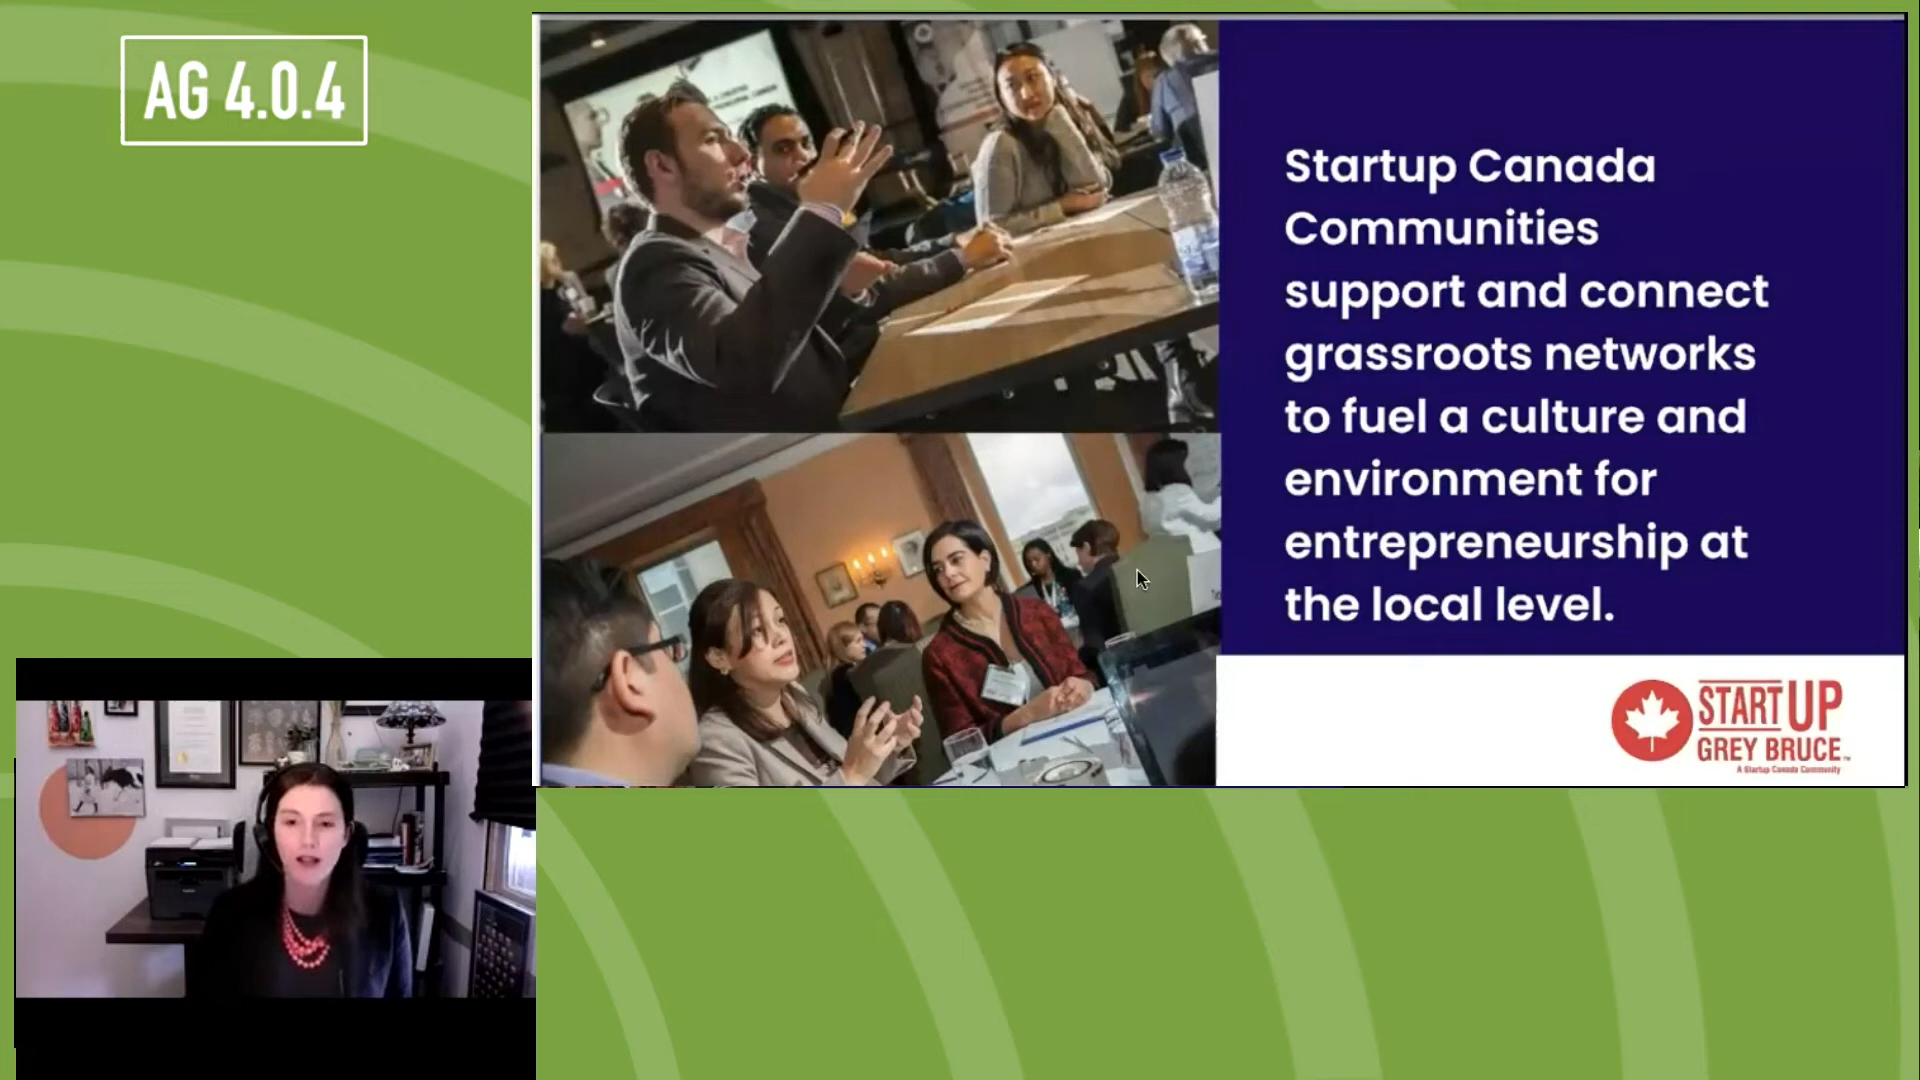 AG 4.0.4
Startup Canada
Communities
support and connect
grassroots networks
to fuel a culture and
environment for
entrepreneurship at
the local level.
START UP
GREY BRUCE™
A Startup Canada Community